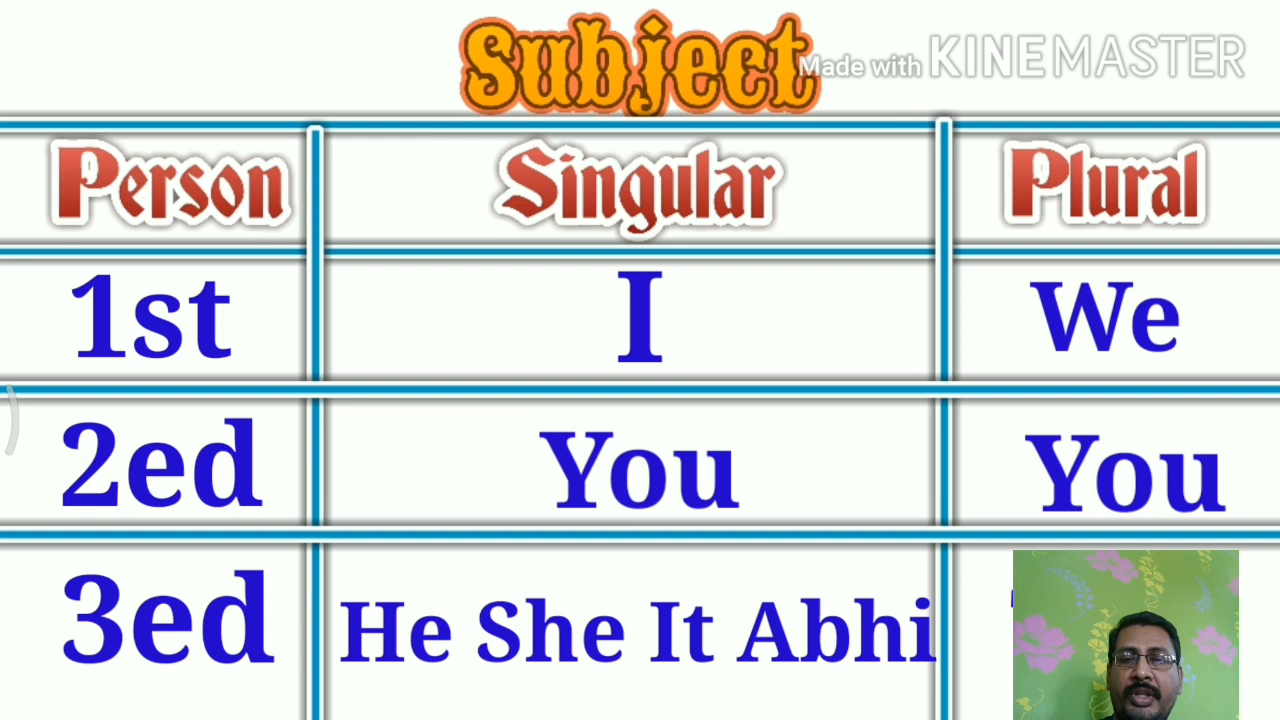 Subject
Made with KINEMASTER
Person Singular Plural
1st I We
2ed You You
3ed He She It Abhi